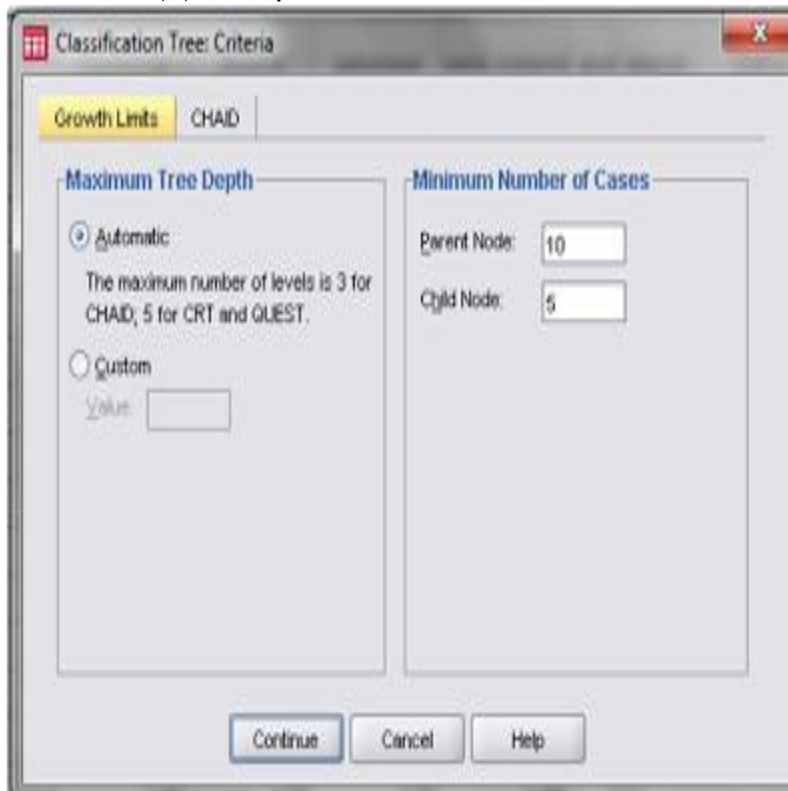 Classification Tree: Criteria
Growth Limits
CHAID
Maximum Tree Depth
Automatic
The maximum number of levels is 3 for
CHAID; 5 for CRT and QUEST.
Custom
Value:
Minimum Number of Cases
Parent Node: 10
Child Node: 5
Continue
Cancel
Help